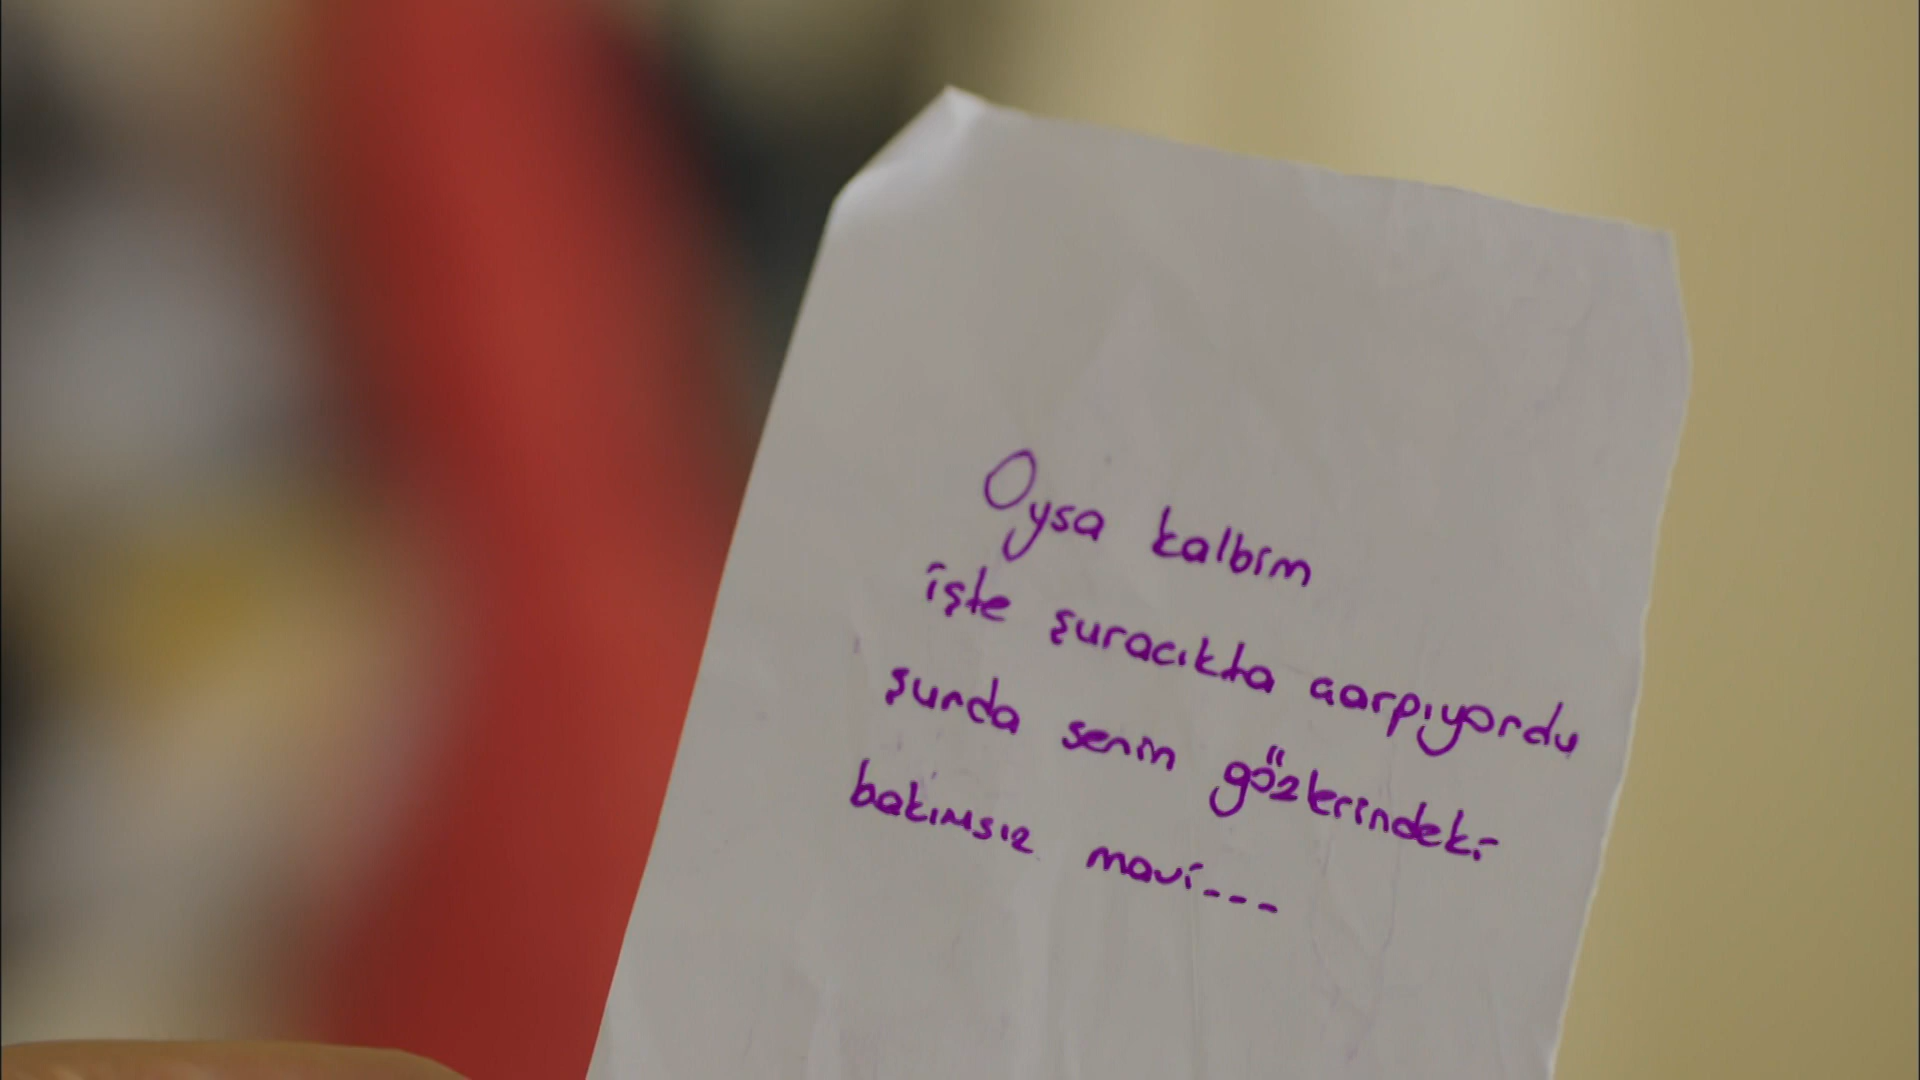 Oysa kalbim
işte şuracıkta çarpıyordu
şurda senin gözlerindeki
bakımsız mavi...